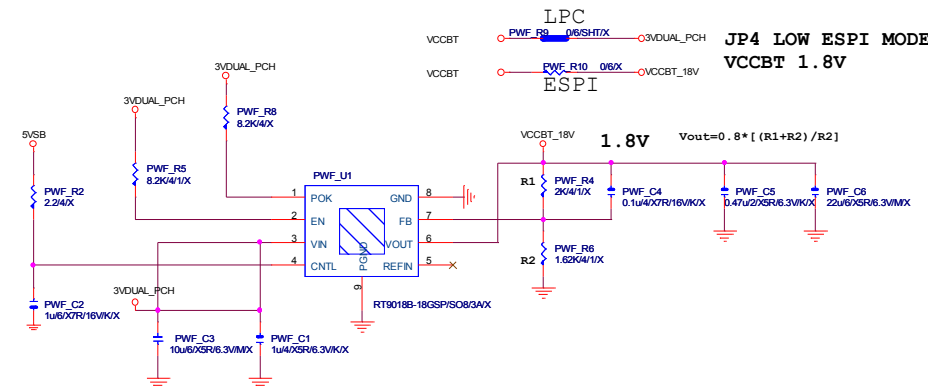 LPC
VCCBT PWF_R9 0/6/SHT/X 3VDUAL_PCH
JP4 LOW ESPI MODE
VCCBT 1.8V
VCCBT PWF_R10 0/6/X VCCBT_18V
ESPI
3VDUAL_PCH
3VDUAL_PCH
PWF_R8
8.2K/4/X
5VSB
VCCBT_18V
1.8V
Vout=0.8*[(R1+R2)/R2]
PWF_R5
8.2K/4/1/X
PWF_R2
2.2/4/X
PWF_U1
1 POK GND 8
2 EN FB 7
3 VIN VOUT 6
4 CNTL REFIN 5
PGND
9
R1
PWF_R4
2K/4/1/X
PWF_C4
0.1u/4/X7R/16V/K/X
PWF_C5
0.47u/2/X5R/6.3V/K/X
PWF_C6
22u/6/X5R/6.3V/M/X
R2
PWF_R6
1.62K/4/1/X
RT9018B-18GSP/SO8/3A/X
3VDUAL_PCH
PWF_C2
1u/6/X7R/16V/K/X
PWF_C3
10u/6/X5R/6.3V/M/X
PWF_C1
1u/4/X5R/6.3V/K/X